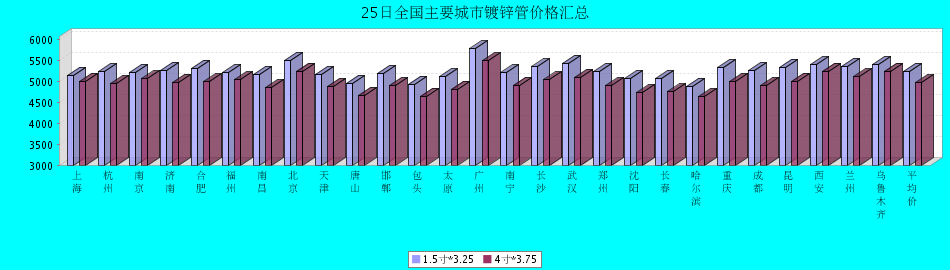 25日全国主要城市镀锌管价格汇总
6000
5500
5000
4500
4000
3500
3000
上海
杭州
南京
济南
合肥
福州
南昌
北京
天津
唐山
邯郸
包头
太原
广州
南宁
长沙
武汉
郑州
沈阳
长春
哈尔滨
重庆
成都
昆明
西安
兰州
乌鲁木齐
平均价
1.5寸*3.25
4寸*3.75